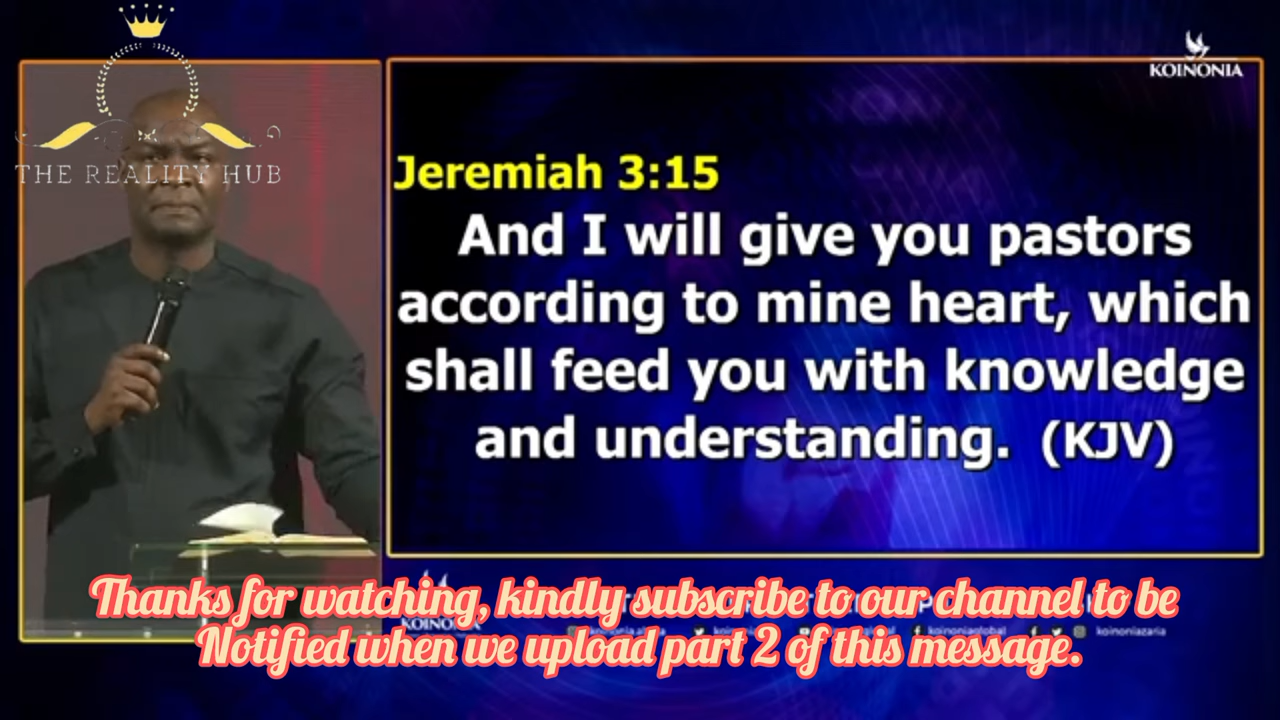 KOINONIA
THE REALITY HUB
Jeremiah 3:15
And I will give you pastors
according to mine heart, which
shall feed you with knowledge
and understanding. (KJV)
Thanks for watching, kindly subscribe to our channel to be
Notified when we upload part 2 of this message.
koinoniaglobal
koinoniazaria